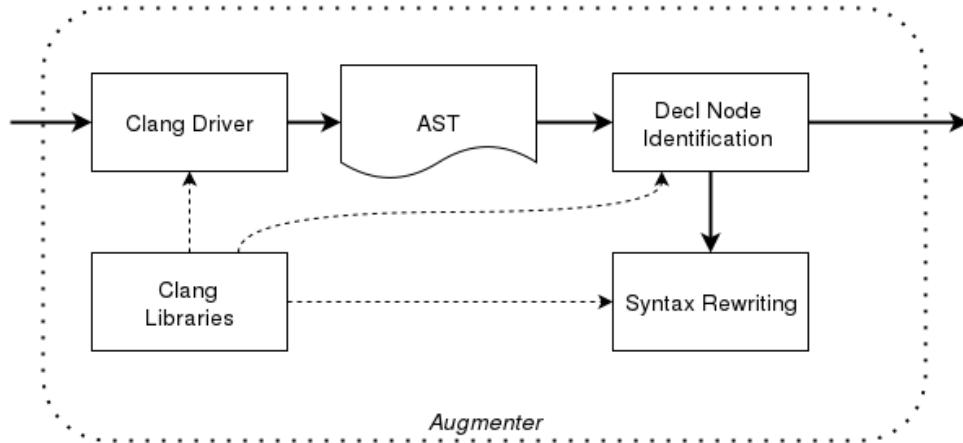 Clang Driver
AST
Decl Node
Identification
Clang
Libraries
Syntax Rewriting
Augmenter